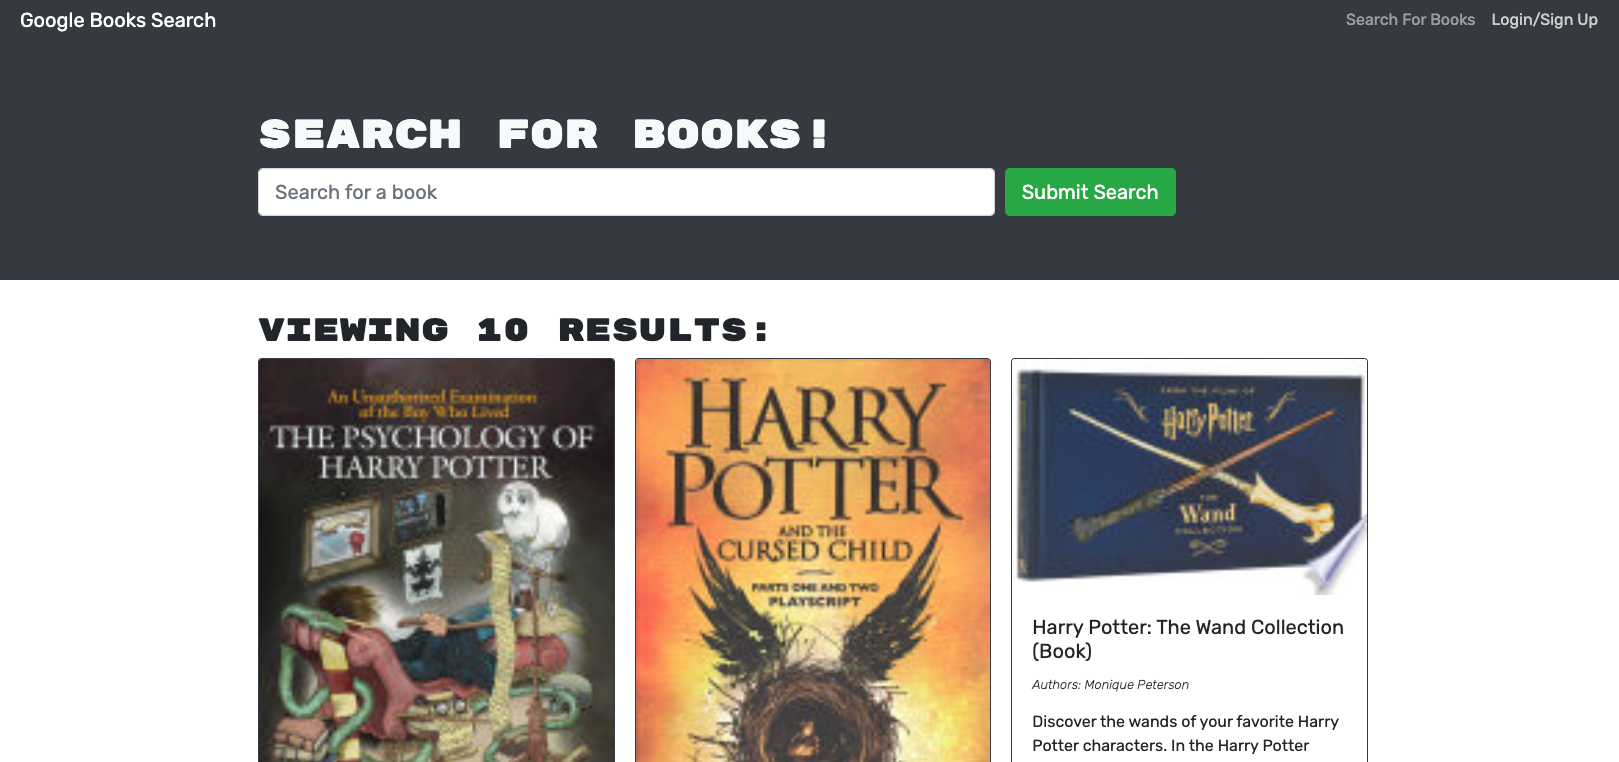 Google Books Search
Search For Books
Login/Sign Up
SEARCH FOR BOOKS!
Search for a book
Submit Search
VIEWING 10 RESULTS:
An Unauthorized Examination
of the Boy Who Lived
THE PSYCHOLOGY OF
HARRY POTTER
HARRY
POTTER
AND THE
CURSED CHILD
PARTS ONE AND TWO
PLAYSCRIPT
FROM THE FILMS OF
Harry Potter
THE
Wand
COLLECTION
Harry Potter: The Wand Collection
(Book)
Authors: Monique Peterson
Discover the wands of your favorite Harry
Potter characters. In the Harry Potter